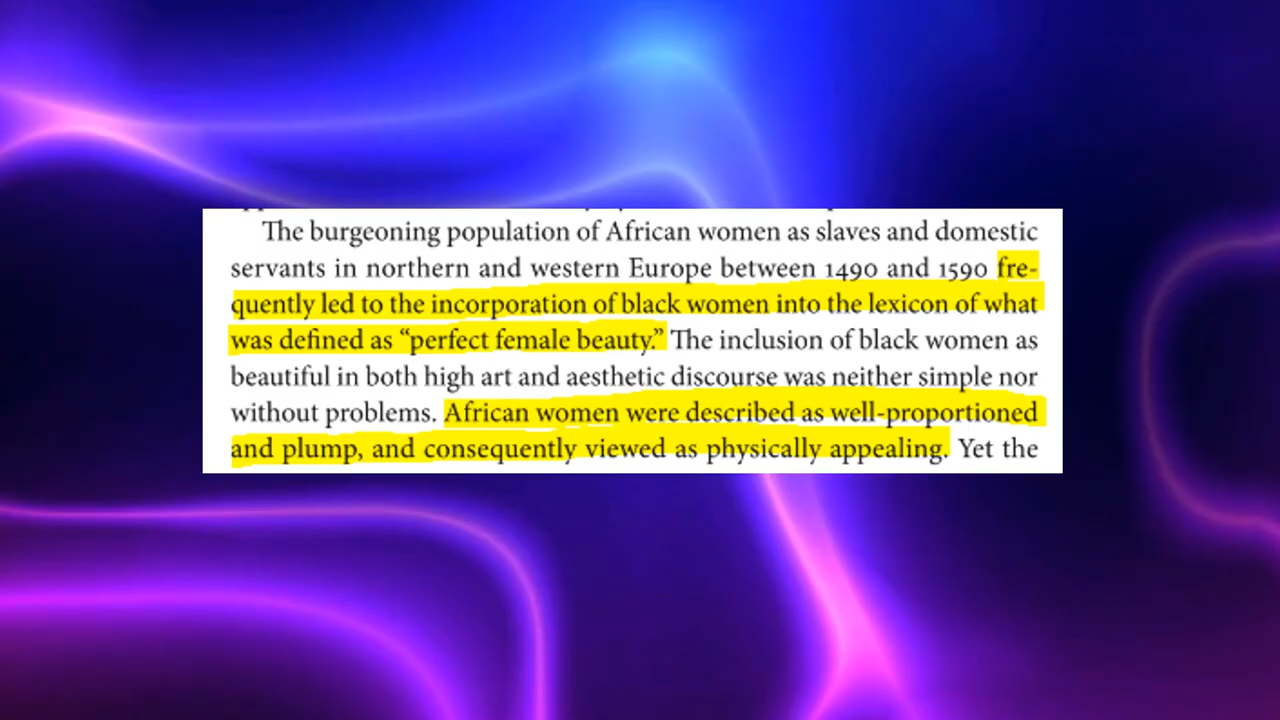 The burgeoning population of African women as slaves and domestic
servants in northern and western Europe between 1490 and 1590 fre-
quently led to the incorporation of black women into the lexicon of what
was defined as “perfect female beauty.” The inclusion of black women as
beautiful in both high art and aesthetic discourse was neither simple nor
without problems. African women were described as well-proportioned
and plump, and consequently viewed as physically appealing. Yet the